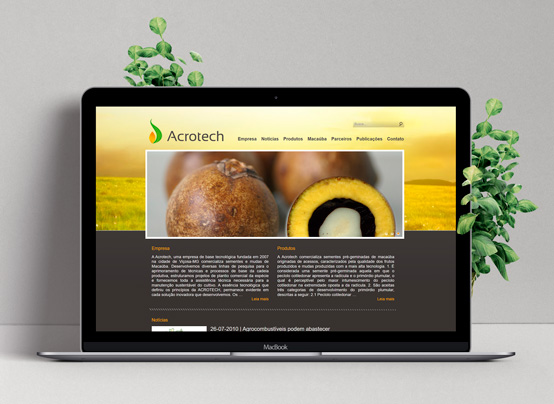 Acrotech
Empresa Notícias Produtos Macaúba Parceiros Publicações Contato
Empresa
A Acrotech, uma empresa de base tecnológica fundada em 2007
na cidade de Viçosa-MG comercializa sementes e mudas de
Macaúba. Desenvolvemos diversas linhas de pesquisa para o
aprimoramento de técnicas e processos de base da cadeia
produtiva, estruturamos projetos de plantio comercial da espécie
e fornecemos toda a assistência técnica necessária para a
manutenção sustentável do cultivo. A essência tecnológica que
definiu os princípios da ACROTECH, permanece evidente em
cada solução inovadora que desenvolvemos. Os ...
Leia mais
Produtos
A Acrotech comercializa sementes pré-germinadas de macaúba
originadas de acessos, caracterizados pela qualidade dos frutos
produzidos e mudas produzidas com a mais alta tecnologia. 1. É
considerada uma semente pré-germinada aquela em que o
pecíolo cotiledonar apresenta a radícula e o primórdio plumular, o
qual é perceptível pelo maior intumescimento do pecíolo
cotiledonar na extremidade oposta a da radícula. 2. São aceitas
três categorias de desenvolvimento do primórdio plumular,
descritas a seguir: 2.1 Pecíolo cotiledonar ...
Leia mais
Notícias
26-07-2010 | Agrocombustíveis podem abastecer
MacBook